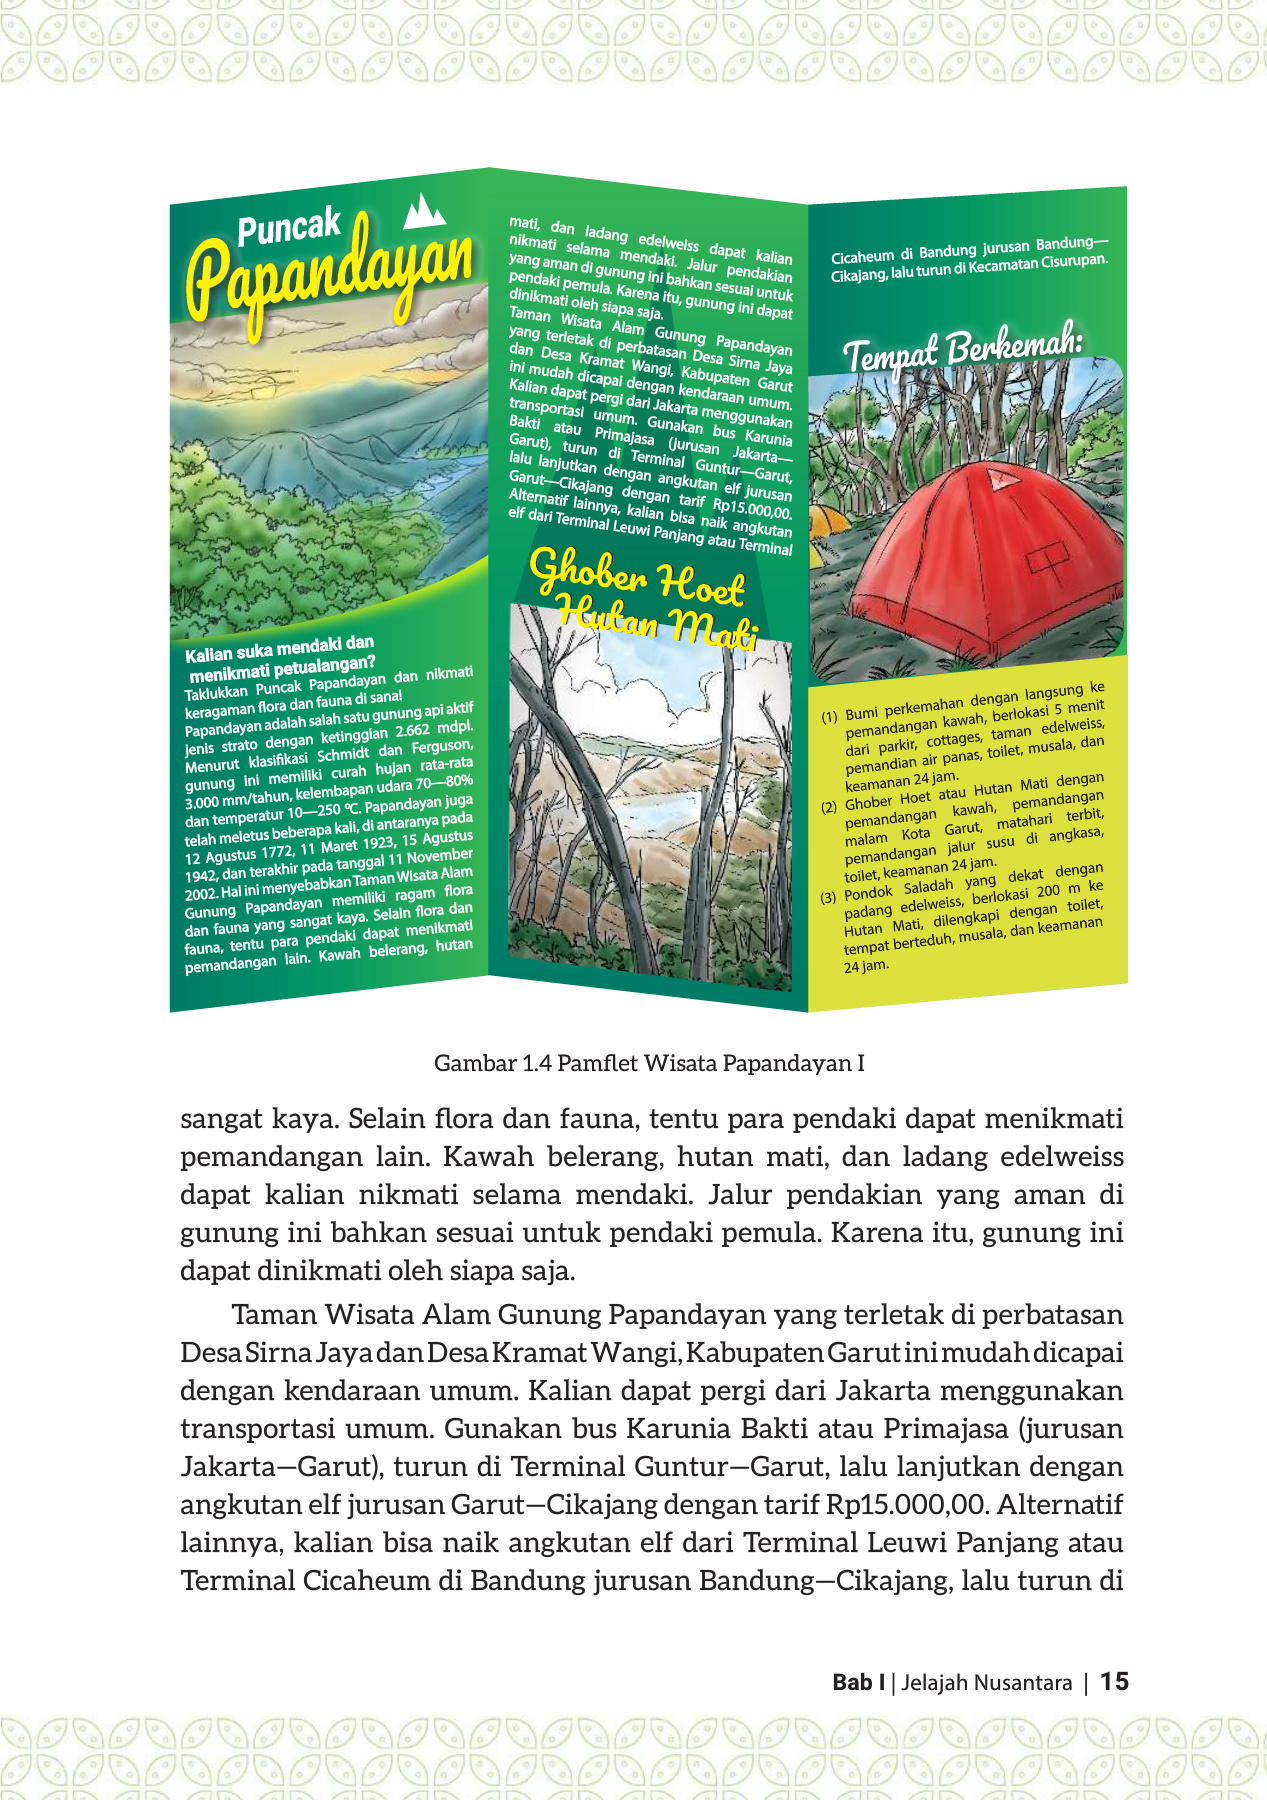 Puncak
Papandayan
Kalian suka mendaki dan
menikmati petualangan?
Taklukkan Puncak Papandayan dan nikmati
keragaman flora dan fauna di sana!
Papandayan adalah salah satu gunung api aktif
jenis strato dengan ketinggian 2.662 mdpl.
Menurut klasifikasi Schmidt dan Ferguson,
gunung ini memiliki curah hujan rata-rata
3.000 mm/tahun, kelembapan udara 70—80%
dan temperatur 10—250 ºC. Papandayan juga
telah meletus beberapa kali, di antaranya pada
12 Agustus 1772, 11 Maret 1923, 15 Agustus
1942, dan terakhir pada tanggal 11 November
2002. Hal ini menyebabkan Taman Wisata Alam
Gunung Papandayan memiliki ragam flora
dan fauna yang sangat kaya. Selain flora dan
fauna, tentu para pendaki dapat menikmati
pemandangan lain. Kawah belerang, hutan
mati, dan ladang edelweiss dapat kalian
nikmati selama mendaki. Jalur pendakian
yang aman di gunung ini bahkan sesuai untuk
pendaki pemula. Karena itu, gunung ini dapat
dinikmati oleh siapa saja.
Taman Wisata Alam Gunung Papandayan
yang terletak di perbatasan Desa Sirna Jaya
dan Desa Kramat Wangi, Kabupaten Garut
ini mudah dicapai dengan kendaraan umum.
Kalian dapat pergi dari Jakarta menggunakan
transportasi umum. Gunakan bus Karunia
Bakti atau Primajasa (jurusan Jakarta—
Garut), turun di Terminal Guntur—Garut,
lalu lanjutkan dengan angkutan elf jurusan
Garut—Cikajang dengan tarif Rp15.000,00.
Alternatif lainnya, kalian bisa naik angkutan
elf dari Terminal Leuwi Panjang atau Terminal
Ghober Hoet
Hutan Mati
Cicaheum di Bandung jurusan Bandung—
Cikajang, lalu turun di Kecamatan Cisurupan.
Tempat Berkemah:
(1) Bumi perkemahan dengan langsung ke
pemandangan kawah, berlokasi 5 menit
dari parkir, cottages, taman edelweiss,
pemandian air panas, toilet, musala, dan
keamanan 24 jam.
(2) Ghober Hoet atau Hutan Mati dengan
pemandangan kawah, pemandangan
malam Kota Garut, matahari terbit,
pemandangan jalur susu di angkasa,
toilet, keamanan 24 jam.
(3) Pondok Saladah yang dekat dengan
padang edelweiss, berlokasi 200 m ke
Hutan Mati, dilengkapi dengan toilet,
tempat berteduh, musala, dan keamanan
24 jam.
Gambar 1.4 Pamflet Wisata Papandayan I
sangat kaya. Selain flora dan fauna, tentu para pendaki dapat menikmati
pemandangan lain. Kawah belerang, hutan mati, dan ladang edelweiss
dapat kalian nikmati selama mendaki. Jalur pendakian yang aman di
gunung ini bahkan sesuai untuk pendaki pemula. Karena itu, gunung ini
dapat dinikmati oleh siapa saja.
Taman Wisata Alam Gunung Papandayan yang terletak di perbatasan
Desa Sirna Jaya dan Desa Kramat Wangi, Kabupaten Garut ini mudah dicapai
dengan kendaraan umum. Kalian dapat pergi dari Jakarta menggunakan
transportasi umum. Gunakan bus Karunia Bakti atau Primajasa (jurusan
Jakarta—Garut), turun di Terminal Guntur—Garut, lalu lanjutkan dengan
angkutan elf jurusan Garut—Cikajang dengan tarif Rp15.000,00. Alternatif
lainnya, kalian bisa naik angkutan elf dari Terminal Leuwi Panjang atau
Terminal Cicaheum di Bandung jurusan Bandung—Cikajang, lalu turun di
Bab I | Jelajah Nusantara | 15